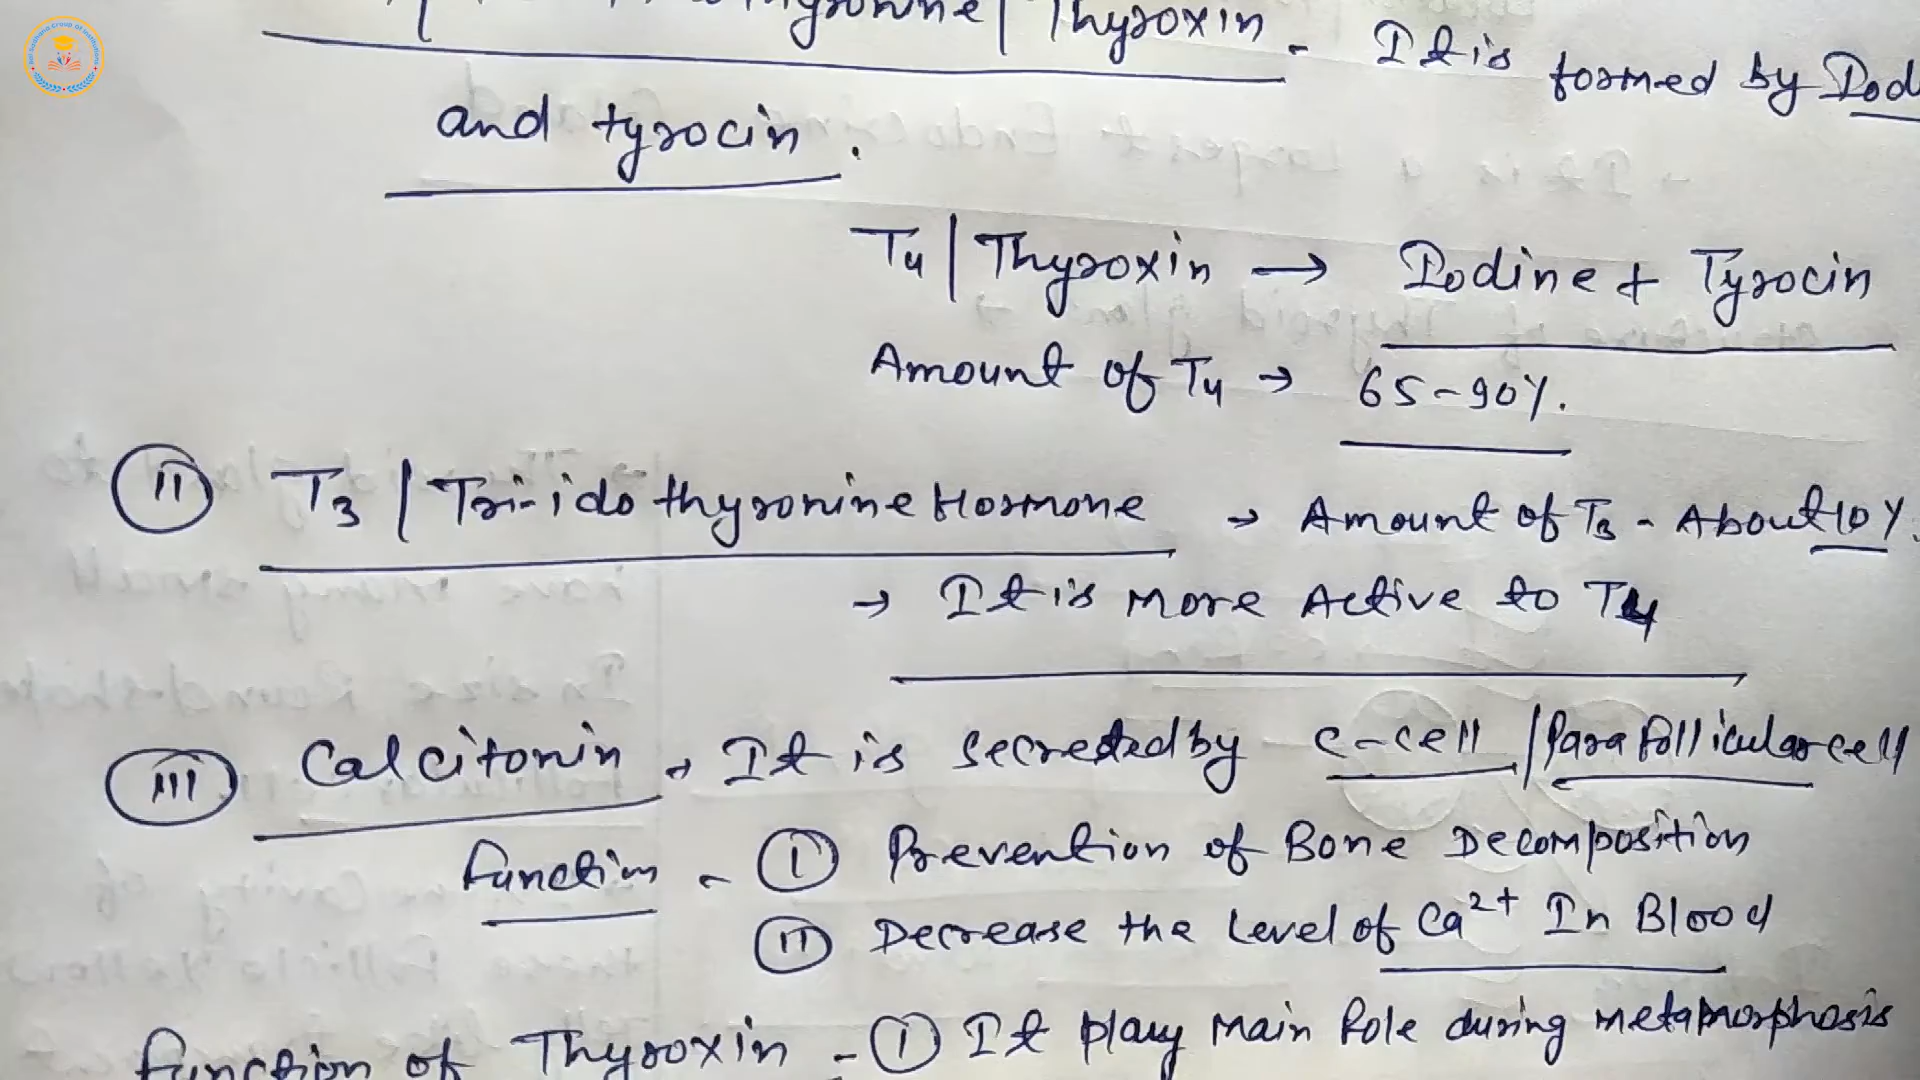 Thyroxin - It is formed by Iod
and tyrocin.
T4 | Thyroxin → Iodine + Tyrocin
Amount of T4 → 65-90%.
II T3 | Tri-ido thyronine Hormone → Amount of T3 - About 10%.
→ It is More Active to T4
III Calcitonin → It is secreted by C-cell / Parafollicular cell
function - I Prevention of Bone Decomposition
II Decrease the level of Ca2+ In Blood
function of Thyroxin - I It play Main Role during metamorphosis